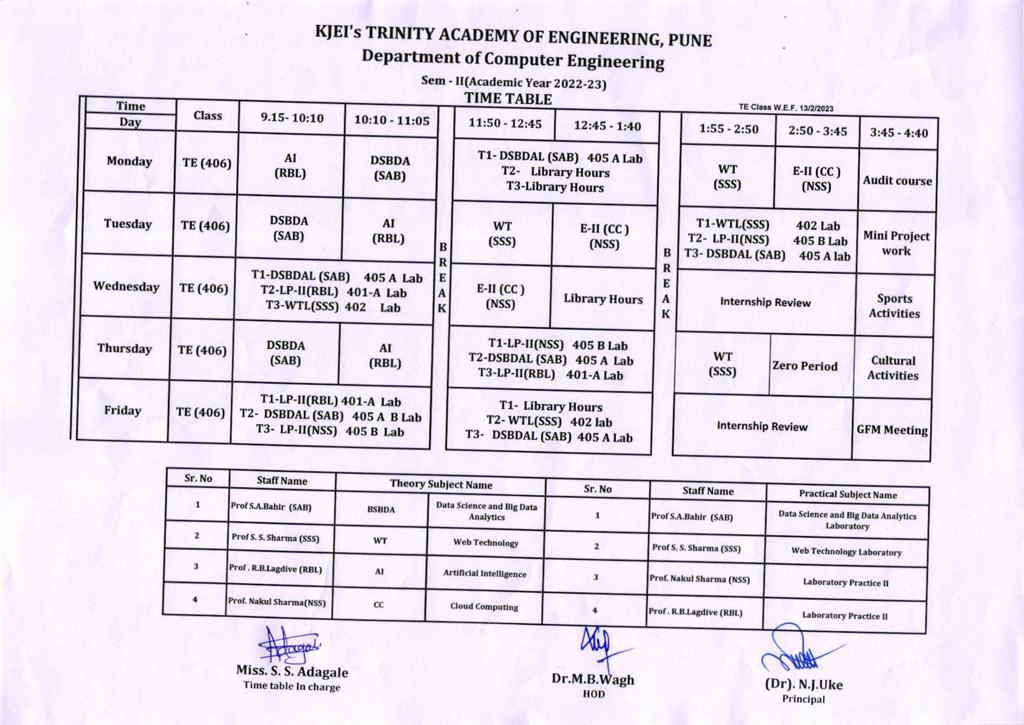 KJEI's TRINITY ACADEMY OF ENGINEERING, PUNE
Department of Computer Engineering
Sem - II(Academic Year 2022-23)
TIME TABLE
TE Class W.E.F. 13/2/2023
Time
Day
Class
9.15- 10:10
10:10 - 11:05
11:50 - 12:45
12:45 - 1:40
1:55 - 2:50
2:50 - 3:45
3:45 - 4:40
Monday
TE (406)
AI
(RBL)
DSBDA
(SAB)
T1- DSBDAL (SAB) 405 A Lab
T2- Library Hours
T3-Library Hours
WT
(SSS)
E-II (CC )
(NSS)
Audit course
Tuesday
TE (406)
DSBDA
(SAB)
AI
(RBL)
WT
(SSS)
E-II (CC )
(NSS)
T1-WTL(SSS) 402 Lab
T2- LP-II(NSS) 405 B Lab
T3- DSBDAL (SAB) 405 A lab
Mini Project
work
BREAK
BREAK
Wednesday
TE (406)
T1-DSBDAL (SAB) 405 A Lab
T2-LP-II(RBL) 401-A Lab
T3-WTL(SSS) 402 Lab
E-II (CC )
(NSS)
Library Hours
Internship Review
Sports
Activities
Thursday
TE (406)
DSBDA
(SAB)
AI
(RBL)
T1-LP-II(NSS) 405 B Lab
T2-DSBDAL (SAB) 405 A Lab
T3-LP-II(RBL) 401-A Lab
WT
(SSS)
Zero Period
Cultural
Activities
Friday
TE (406)
T1-LP-II(RBL) 401-A Lab
T2- DSBDAL (SAB) 405 A B Lab
T3- LP-II(NSS) 405 B Lab
T1- Library Hours
T2- WTL(SSS) 402 lab
T3- DSBDAL (SAB) 405 A Lab
Internship Review
GFM Meeting
Sr. No
Staff Name
Theory Subject Name
Sr. No
Staff Name
Practical Subject Name
1
Prof S.A.Bahir (SAB)
BSBDA
Data Science and Big Data
Analytics
1
Prof S.A.Bahir (SAB)
Data Science and Big Data Analytics
Laboratory
2
Prof S. S. Sharma (SSS)
WT
Web Technology
2
Prof S. S. Sharma (SSS)
Web Technology Laboratory
3
Prof . R.B.Lagdive (RBL)
AI
Artificial Intelligence
3
Prof. Nakul Sharma (NSS)
Laboratory Practice II
4
Prof. Nakul Sharma(NSS)
CC
Cloud Computing
4
Prof . R.B.Lagdive (RBL)
Laboratory Practice II
Miss. S. S. Adagale
Time table In charge
Dr.M.B.Wagh
HOD
(Dr). N.J.Uke
Principal